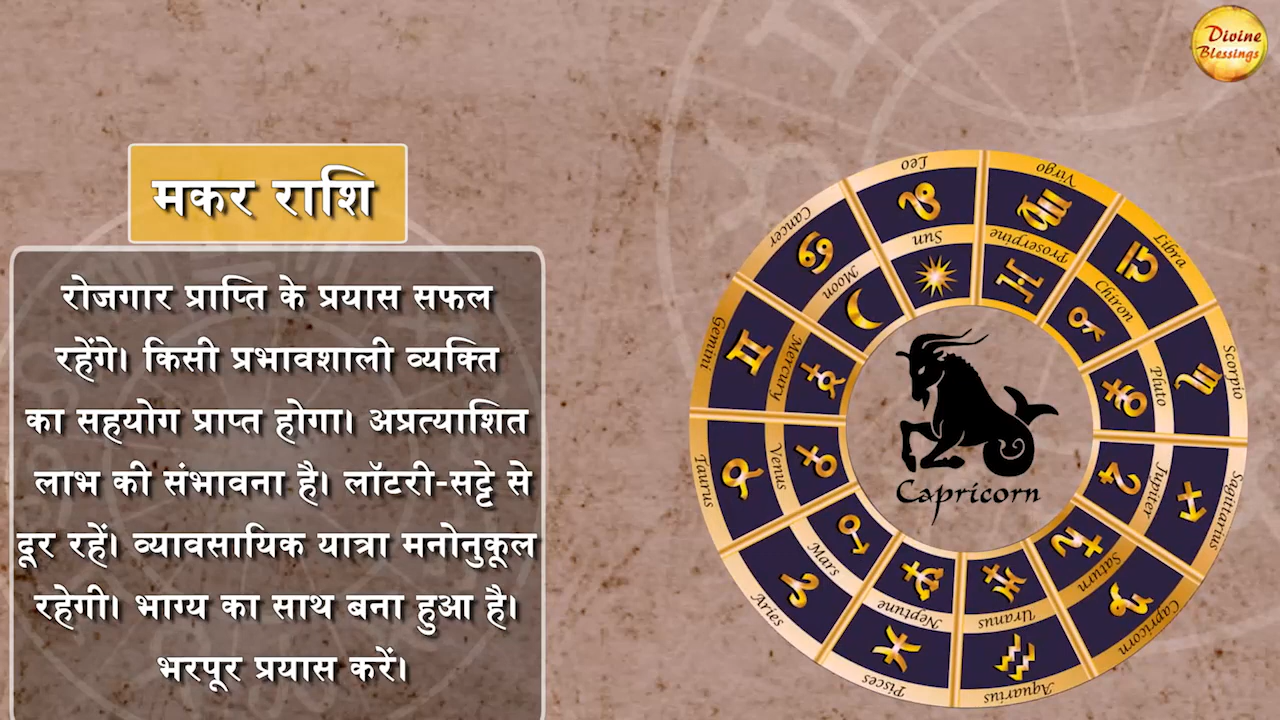 Divine
Blessings
मकर राशि
रोजगार प्राप्ति के प्रयास सफल
रहेंगे। किसी प्रभावशाली व्यक्ति
का सहयोग प्राप्त होगा। अप्रत्याशित
लाभ की संभावना है। लॉटरी-सट्टे से
दूर रहें। व्यावसायिक यात्रा मनोनुकूल
रहेगी। भाग्य का साथ बना हुआ है।
भरपूर प्रयास करें।
Leo
Virgo
Libra
Scorpio
Sagittarius
Capricorn
Aquarius
Pisces
Aries
Taurus
Gemini
Cancer
Sun
Proserpine
Chiron
Pluto
Jupiter
Saturn
Uranus
Neptune
Mars
Venus
Mercury
Moon
Capricorn